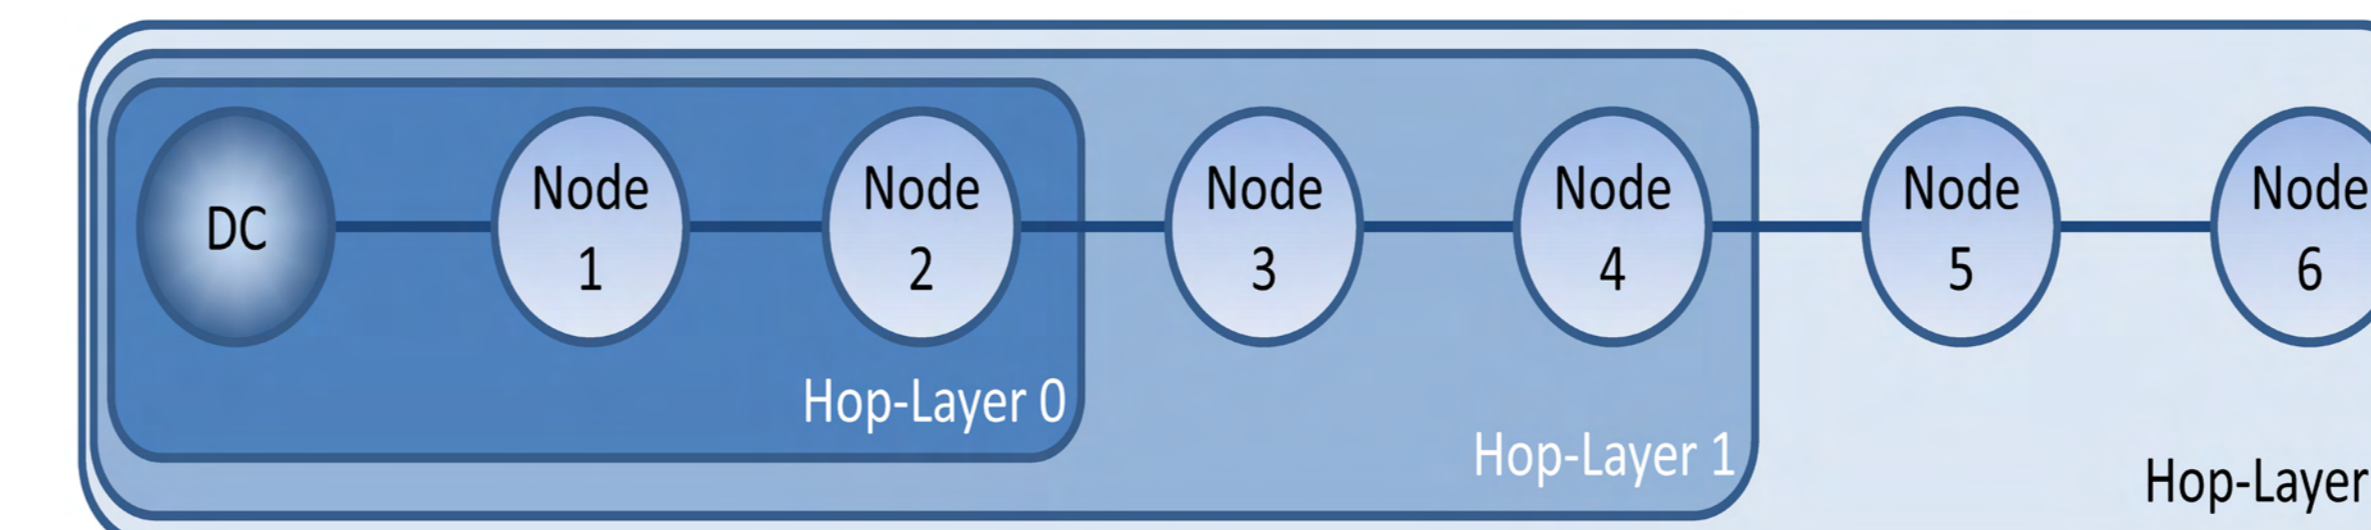 DC
Node
1
Node
2
Node
3
Node
4
Node
5
Node
6
Hop-Layer 0
Hop-Layer 1
Hop-Layer